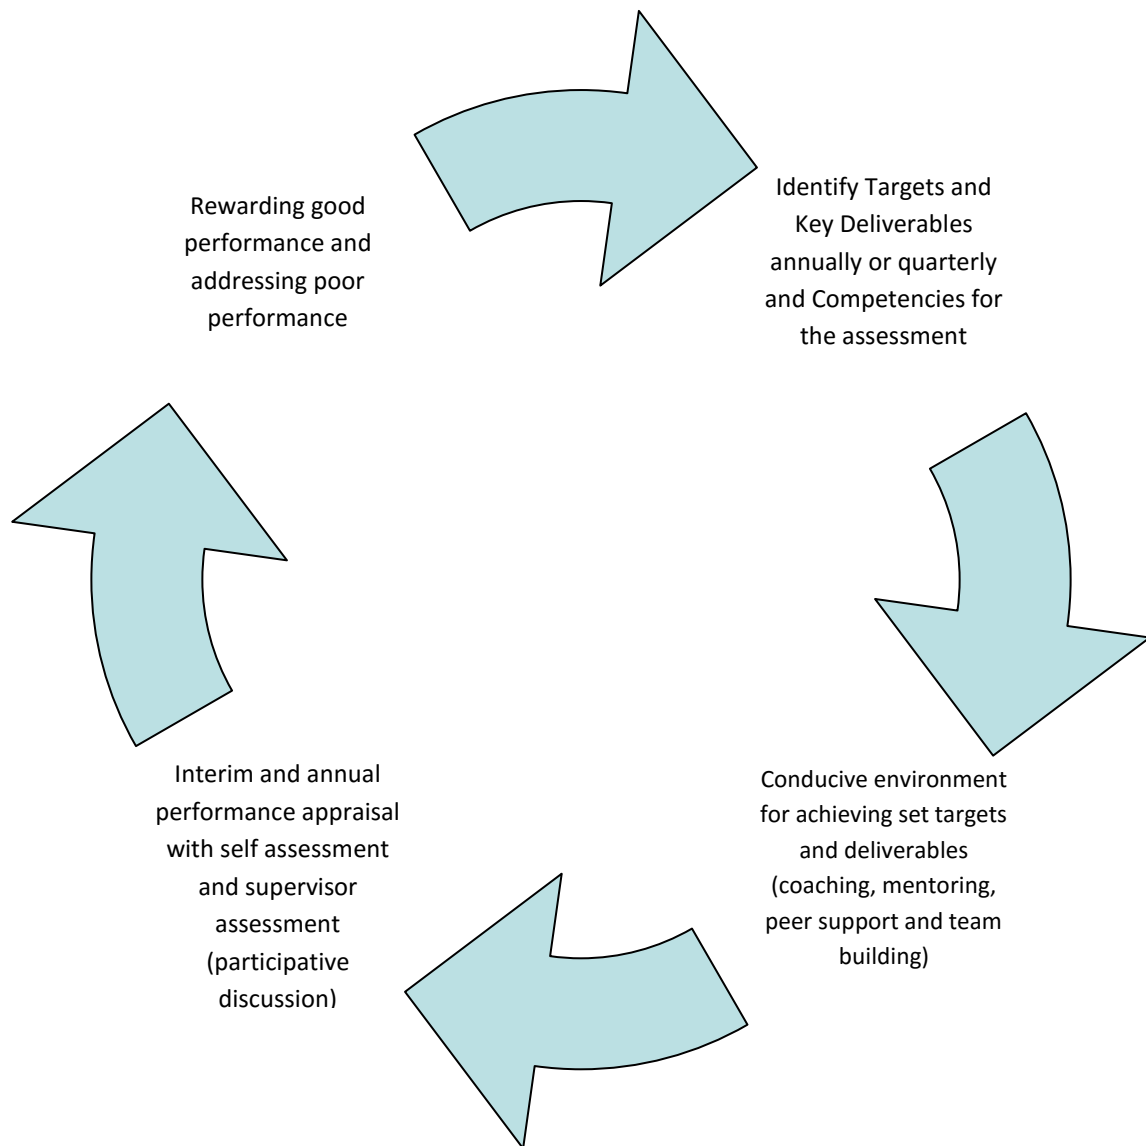 Rewarding good
performance and
addressing poor
performance
Identify Targets and
Key Deliverables
annually or quarterly
and Competencies for
the assessment
Conducive environment
for achieving set targets
and deliverables
(coaching, mentoring,
peer support and team
building)
Interim and annual
performance appraisal
with self assessment
and supervisor
assessment
(participative
discussion)